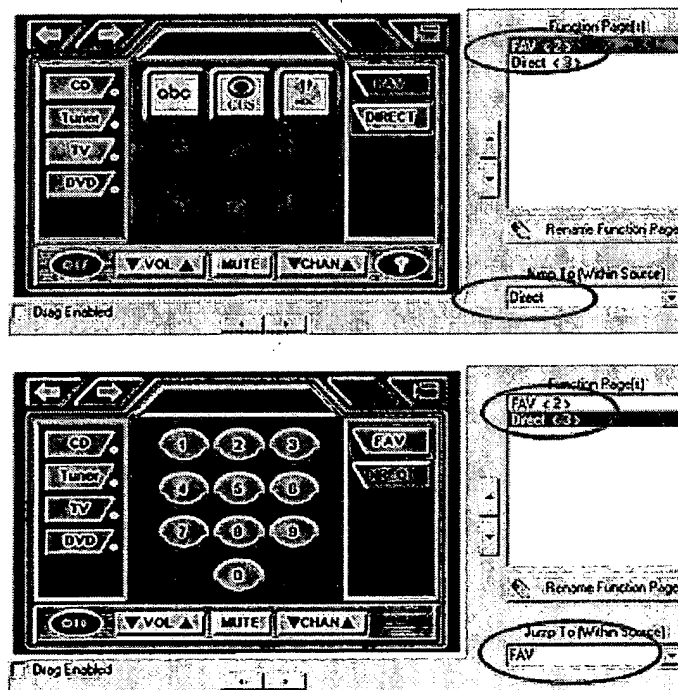 Function Page(s)
FAV <2>
Direct <3>
CD
Tuner
TV
DVD
abc
CBS
DIRECT
Rename Function Page
VOL
MUTE
CHAN
Jump To (Within Source)
Direct
Drag Enabled
Function Page(s)
FAV <2>
Direct <3>
CD
Tuner
TV
DVD
1 2 3
4 5 6
7 8 9
0
FAV
Rename Function Page
VOL
MUTE
CHAN
Jump To (Within Source)
FAV
Drag Enabled